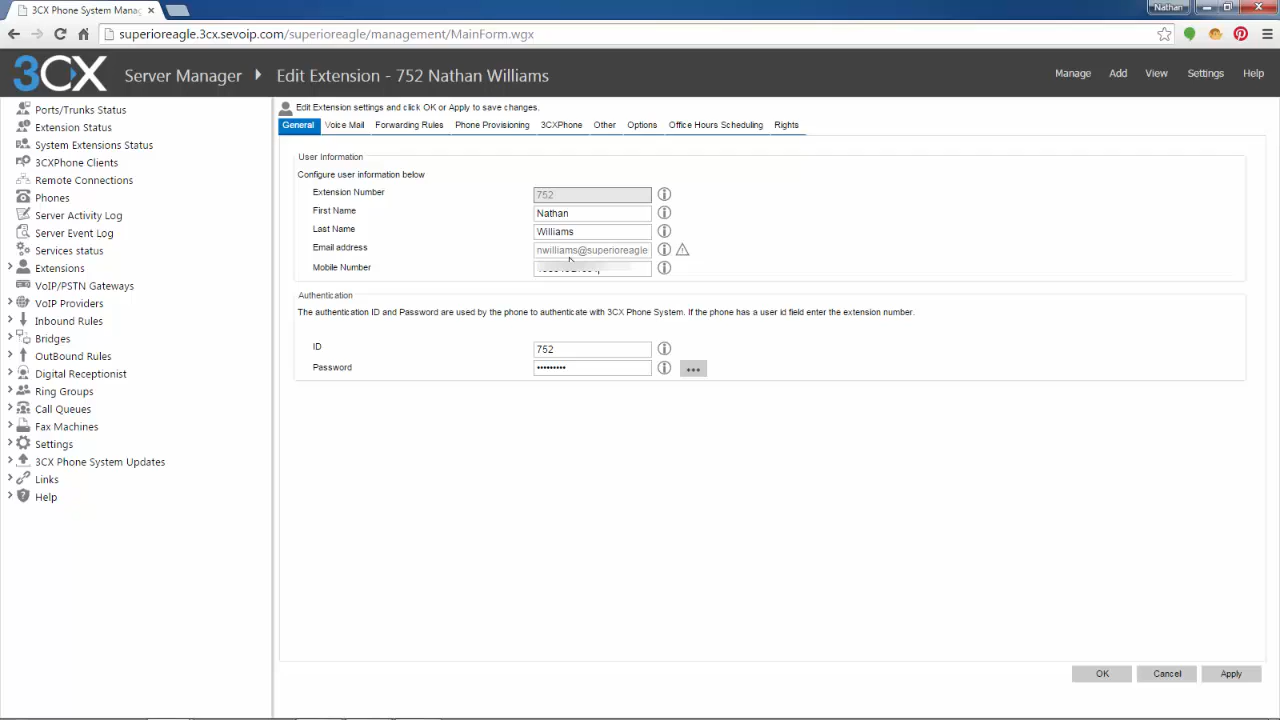 3CX Phone System Mana
Nathan
superioreagle.3cx.sevoip.com/superioreagle/management/MainForm.wgx
3CX
Server Manager
Edit Extension - 752 Nathan Williams
Manage
Add
View
Settings
Help
Ports/Trunks Status
Extension Status
System Extensions Status
3CXPhone Clients
Remote Connections
Phones
Server Activity Log
Server Event Log
Services status
Extensions
VoIP/PSTN Gateways
VoIP Providers
Inbound Rules
Bridges
OutBound Rules
Digital Receptionist
Ring Groups
Call Queues
Fax Machines
Settings
3CX Phone System Updates
Links
Help
Edit Extension settings and click OK or Apply to save changes.
General
Voice Mail
Forwarding Rules
Phone Provisioning
3CXPhone
Other
Options
Office Hours Scheduling
Rights
User Information
Configure user information below
Extension Number
752
First Name
Nathan
Last Name
Williams
Email address
nwilliams@superioreagle
Mobile Number
Authentication
The authentication ID and Password are used by the phone to authenticate with 3CX Phone System. If the phone has a user id field enter the extension number.
ID
752
Password
•••••••••
...
OK
Cancel
Apply